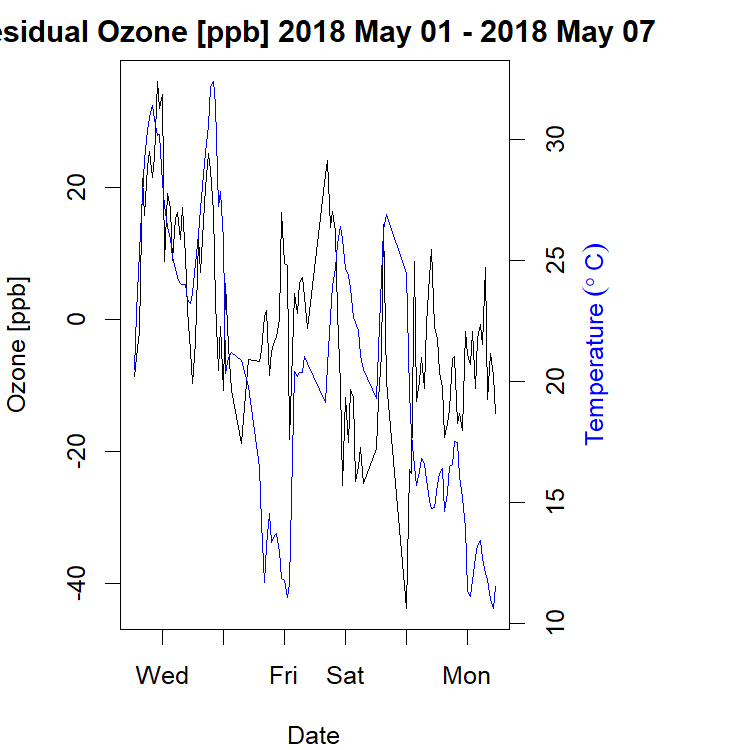 esidual Ozone [ppb] 2018 May 01 - 2018 May 07
20
0
-20
-40
Ozone [ppb]
30
25
20
15
10
Temperature (° C)
Wed Fri Sat Mon
Date